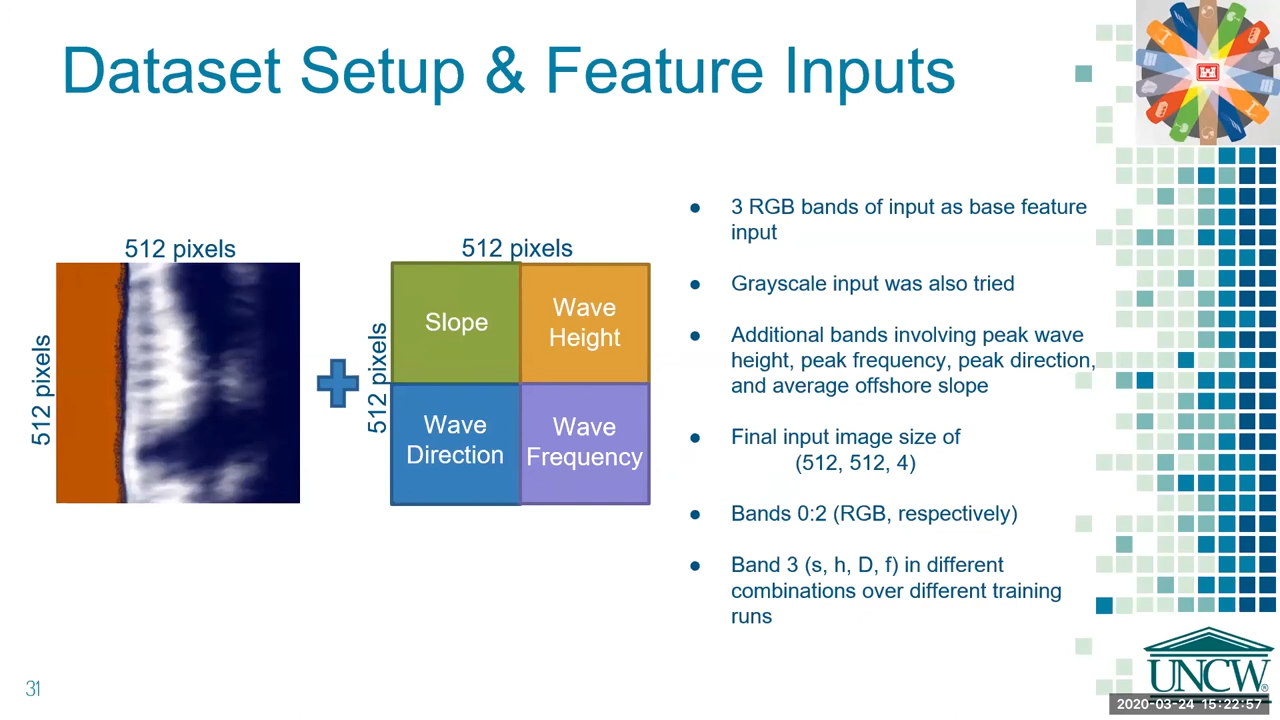 Dataset Setup & Feature Inputs
512 pixels
512 pixels
512 pixels
512 pixels
Slope
Wave
Height
Wave
Direction
Wave
Frequency
● 3 RGB bands of input as base feature
input
● Grayscale input was also tried
● Additional bands involving peak wave
height, peak frequency, peak direction,
and average offshore slope
● Final input image size of
(512, 512, 4)
● Bands 0:2 (RGB, respectively)
● Band 3 (s, h, D, f) in different
combinations over different training
runs
31
UNCW®
2020-03-24 15:22:57